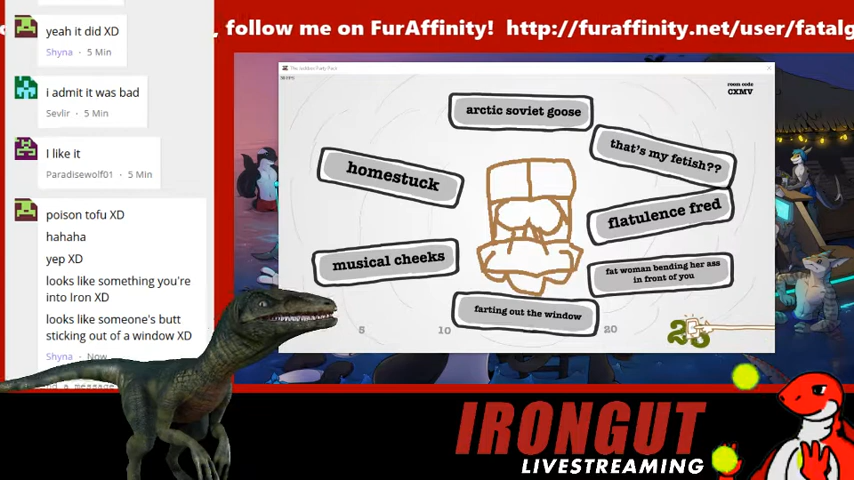 , follow me on FurAffinity!  http://furaffinity.net/user/fatalg
yeah it did XD
Shyna · 5 Min
i admit it was bad
Sevlir · 5 Min
I like it
Paradisewolf01 · 5 Min
poison tofu XD
hahaha
yep XD
looks like something you're
into Iron XD
looks like someone's butt
sticking out of a window XD
Shyna · Now
a message
room code
CXMV
arctic soviet goose
that's my fetish??
homestuck
flatulence fred
musical cheeks
fat woman bending her ass
in front of you
farting out the window
5
10
20
IRONGUT
LIVESTREAMING